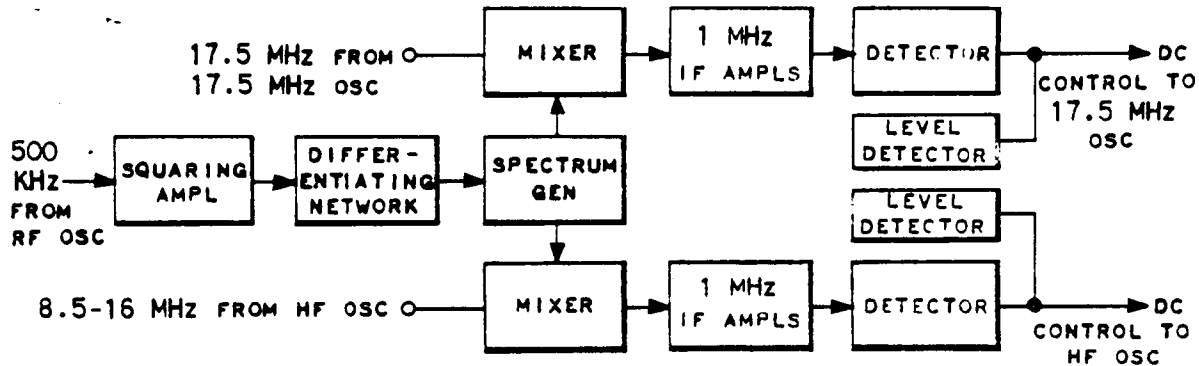 17.5 MHz FROM
17.5 MHz OSC
MIXER
1 MHz
IF AMPLS
DETECTOR
DC
CONTROL TO
17.5 MHz
OSC
LEVEL
DETECTOR
500
KHz
FROM
RF OSC
SQUARING
AMPL
DIFFER-
ENTIATING
NETWORK
SPECTRUM
GEN
LEVEL
DETECTOR
8.5-16 MHz FROM HF OSC
MIXER
1 MHz
IF AMPLS
DETECTOR
DC
CONTROL TO
HF OSC